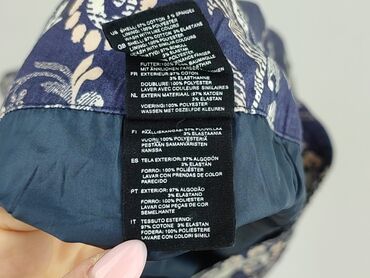 US SHELL: 97% COTTON 3 % SPANDEX
LINING: 100% POLYESTER
WASH WITH LIKE COLORS
GB SHELL: 97% COTTON 3% ELASTANE
LINING: 100% POLYESTER
WASH WITH SIMILAR COLOURS
FUTTER: 100% POLYESTER
MIT ÄHNLICHEN FARBEN
FR EXTERIEUR: 97% COTON
3% ELASTHANNE
DOUBLURE: 100% POLYESTER
LAVER AVEC COULEURS SIMILAIRES
NL EXTERN MATERIAAL: 97% KATOEN
3% ELASTAN
VOERING: 100% POLYESTER
WASSEN MET
FI
3% ELASTAANI
VUORI: 100% POLYESTERIA
PESTÄÄN SAMANVÄRISTEN
KANSSA
ES TELA EXTERIOR: 97% ALGODÓN
3% ELASTANO
FORRO: 100% POLIÉSTER
LAVAR CON PRENDAS DE COLOR
PARECIDO
PT EXTERIOR: 97% ALGODÃO
3% ELASTANO
FORRO: 100% POLIÉSTER
LAVAR COM PEÇAS DE COR
SEMELHANTE
IT TESSUTO ESTERNO: 97%
COTONE 3% ELASTAN
FODERA: 100% POLIESTERE
LAVARE CON COLORI SIMILI